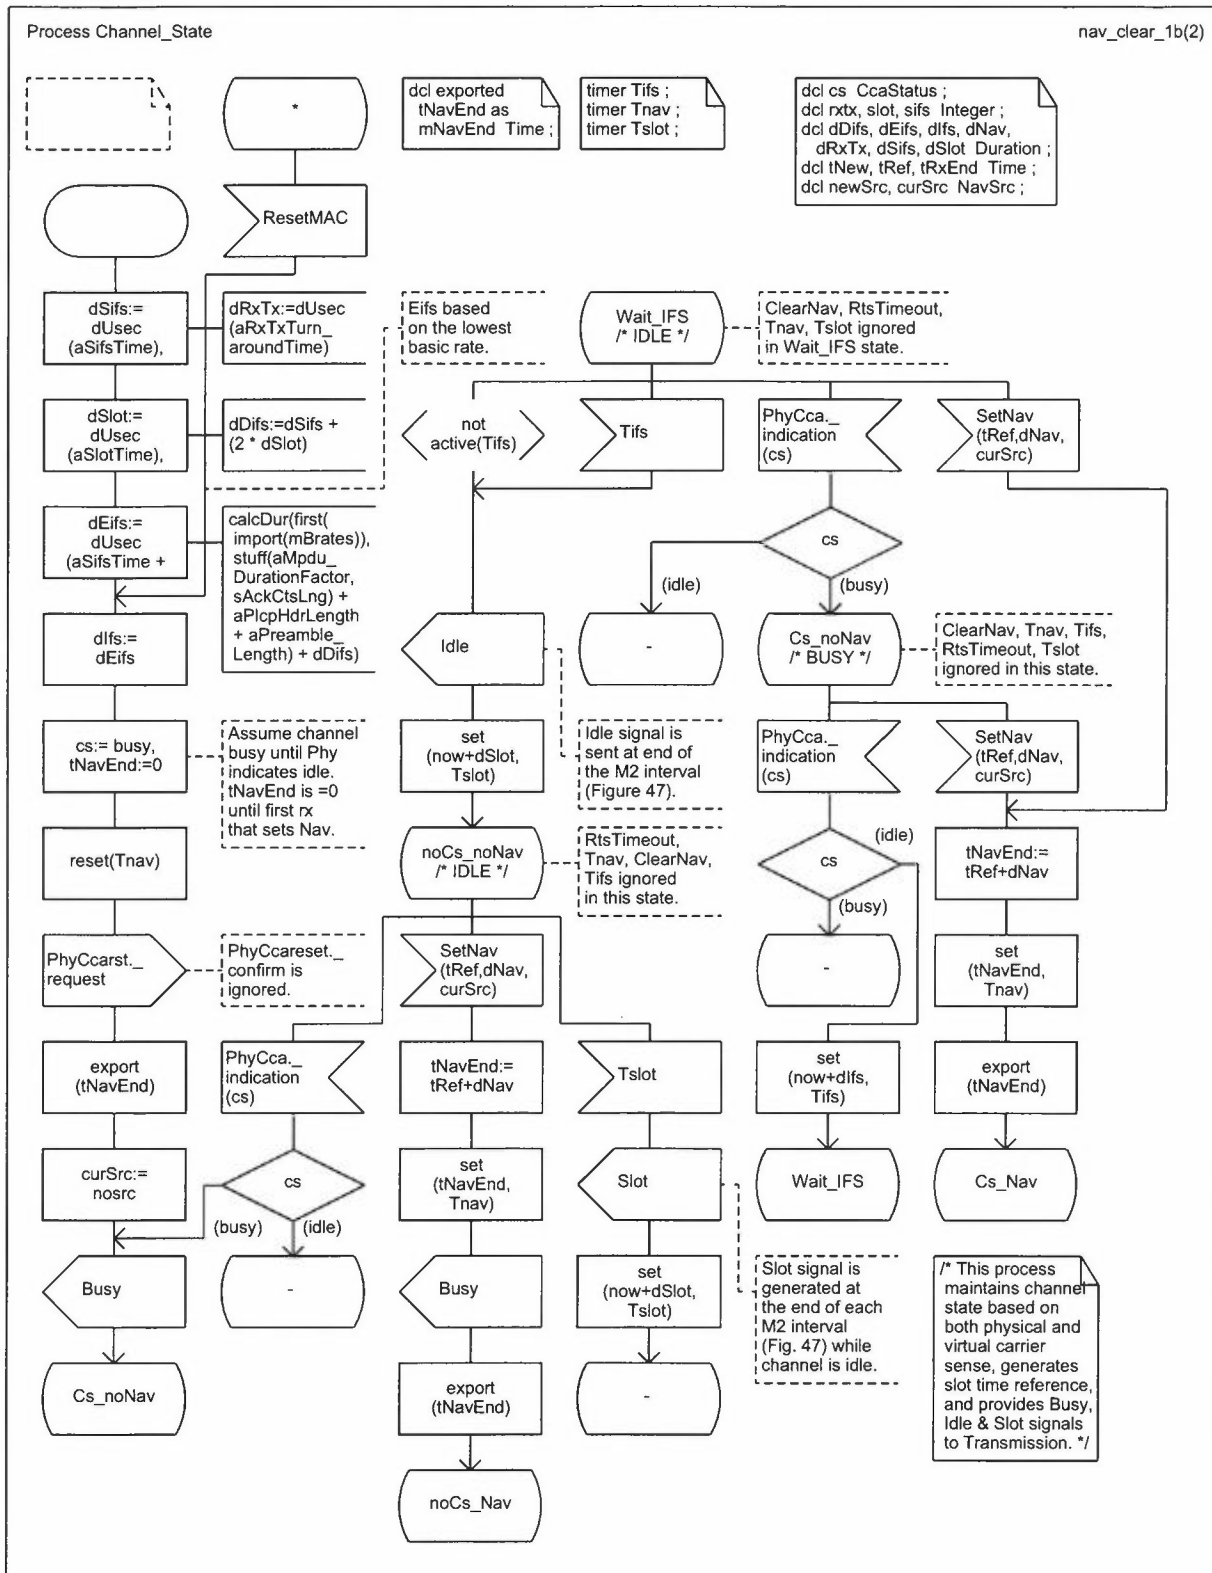 Process Channel_State
nav_clear_1b(2)
*
dcl exported
tNavEnd as
mNavEnd Time ;
timer Tifs ;
timer Tnav ;
timer Tslot ;
dcl cs CcaStatus ;
dcl rxtx, slot, sifs Integer ;
dcl dDifs, dEifs, dIfs, dNav,
dRxTx, dSifs, dSlot Duration ;
dcl tNew, tRef, tRxEnd Time ;
dcl newSrc, curSrc NavSrc ;
ResetMAC
dSifs:=
dUsec
(aSifsTime),
dRxTx:=dUsec
(aRxTxTurn_
aroundTime)
Eifs based
on the lowest
basic rate.
Wait_IFS
/* IDLE */
ClearNav, RtsTimeout,
Tnav, Tslot ignored
in Wait_IFS state.
dSlot:=
dUsec
(aSlotTime),
dDifs:=dSifs +
(2 * dSlot)
not
active(Tifs)
Tifs
PhyCca._
indication
(cs)
SetNav
(tRef,dNav,
curSrc)
dEifs:=
dUsec
(aSifsTime +
calcDur(first(
import(mBrates)),
stuff(aMpdu_
DurationFactor,
sAckCtsLng) +
aPlcpHdrLength
+ aPreamble_
Length) + dDifs)
cs
(idle)
(busy)
dIfs:=
dEifs
Idle
-
Cs_noNav
/* BUSY */
ClearNav, Tnav, Tifs,
RtsTimeout, Tslot
ignored in this state.
cs:= busy,
tNavEnd:=0
Assume channel
busy until Phy
indicates idle.
tNavEnd is =0
until first rx
that sets Nav.
set
(now+dSlot,
Tslot)
Idle signal is
sent at end of
the M2 interval
(Figure 47).
PhyCca._
indication
(cs)
SetNav
(tRef,dNav,
curSrc)
reset(Tnav)
noCs_noNav
/* IDLE */
RtsTimeout,
Tnav, ClearNav,
Tifs ignored
in this state.
cs
(idle)
(busy)
tNavEnd:=
tRef+dNav
PhyCcarst._
request
PhyCcareset._
confirm is
ignored.
SetNav
(tRef,dNav,
curSrc)
-
set
(tNavEnd,
Tnav)
export
(tNavEnd)
PhyCca._
indication
(cs)
tNavEnd:=
tRef+dNav
Tslot
set
(now+dIfs,
Tifs)
export
(tNavEnd)
curSrc:=
nosrc
cs
(busy)
(idle)
set
(tNavEnd,
Tnav)
Slot
Wait_IFS
Cs_Nav
Busy
-
Busy
set
(now+dSlot,
Tslot)
Slot signal is
generated at
the end of each
M2 interval
(Fig. 47) while
channel is idle.
/* This process
maintains channel
state based on
both physical and
virtual carrier
sense, generates
slot time reference,
and provides Busy,
Idle & Slot signals
to Transmission. */
Cs_noNav
export
(tNavEnd)
-
noCs_Nav